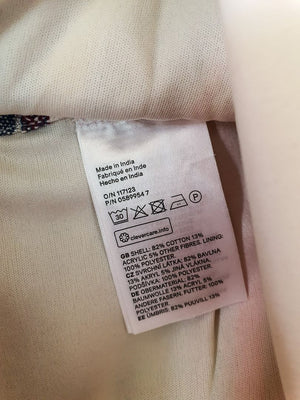 Made in India
Fabriqué en Inde
Hecho en India
O/N 117123
P/N 0589954 7
30
P
clevercare.info
GB SHELL: 82% COTTON 13%
ACRYLIC 5% OTHER FIBRES. LINING:
100% POLYESTER.
CZ SVRCHNÍ LÁTKA: 82% BAVLNA
13% AKRYL 5% JINÁ VLÁKNA.
PODŠÍVKA: 100% POLYESTER.
DE OBERMATERIAL: 82%
BAUMWOLLE 13% ACRYL 5%
ANDERE FASERN. FUTTER: 100%
POLYESTER.
EE ÜMBRIS: 82% PUUVILL 13%